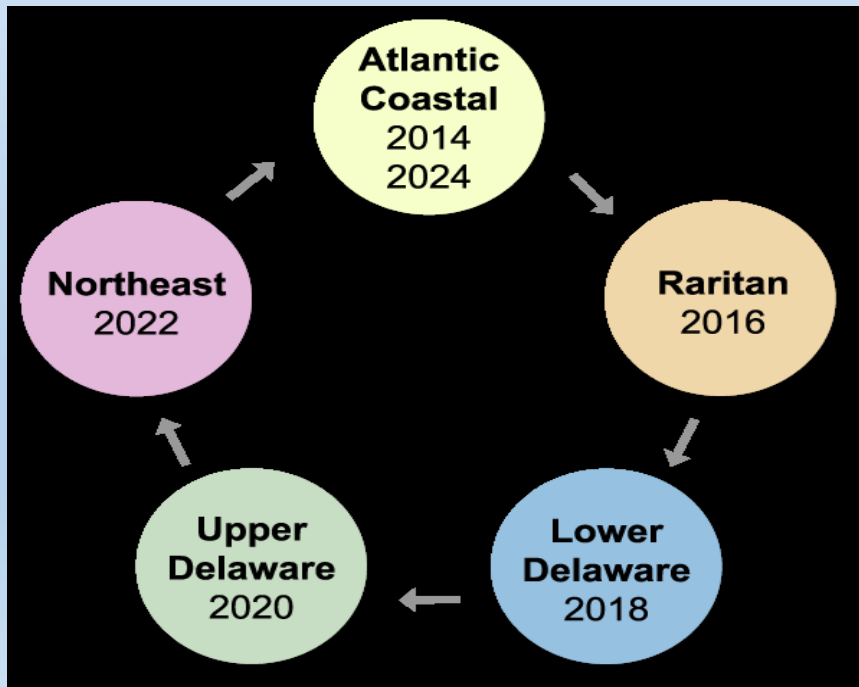 Atlantic
Coastal
2014
2024
Raritan
2016
Lower
Delaware
2018
Upper
Delaware
2020
Northeast
2022